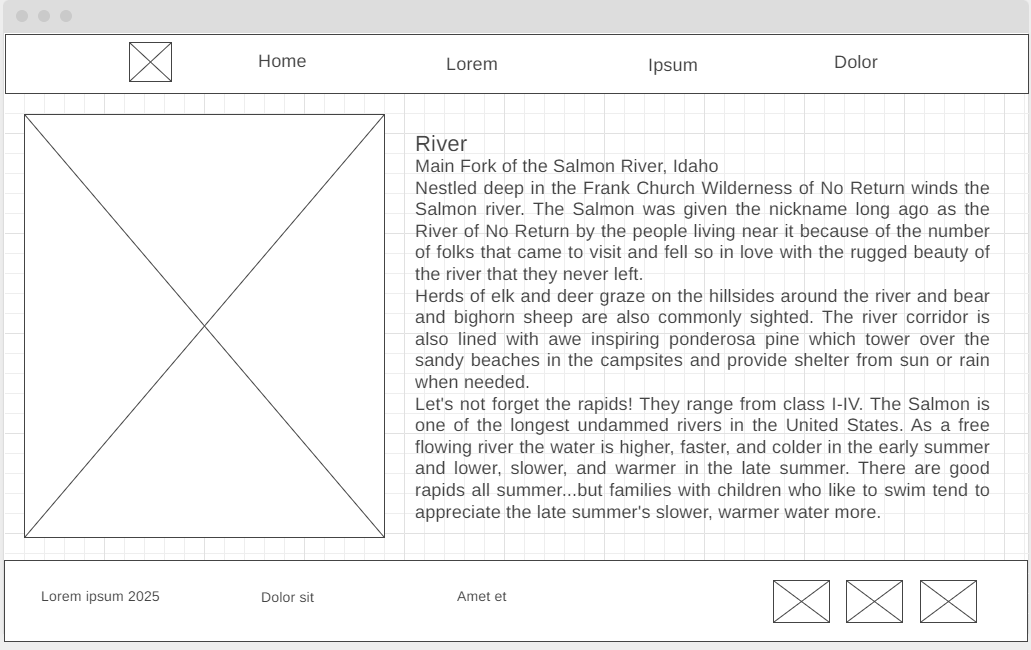 Home
Lorem
Ipsum
Dolor
River
Main Fork of the Salmon River, Idaho
Nestled deep in the Frank Church Wilderness of No Return winds the
Salmon river. The Salmon was given the nickname long ago as the
River of No Return by the people living near it because of the number
of folks that came to visit and fell so in love with the rugged beauty of
the river that they never left.
Herds of elk and deer graze on the hillsides around the river and bear
and bighorn sheep are also commonly sighted. The river corridor is
also lined with awe inspiring ponderosa pine which tower over the
sandy beaches in the campsites and provide shelter from sun or rain
when needed.
Let's not forget the rapids! They range from class I-IV. The Salmon is
one of the longest undammed rivers in the United States. As a free
flowing river the water is higher, faster, and colder in the early summer
and lower, slower, and warmer in the late summer. There are good
rapids all summer...but families with children who like to swim tend to
appreciate the late summer's slower, warmer water more.
Lorem ipsum 2025
Dolor sit
Amet et